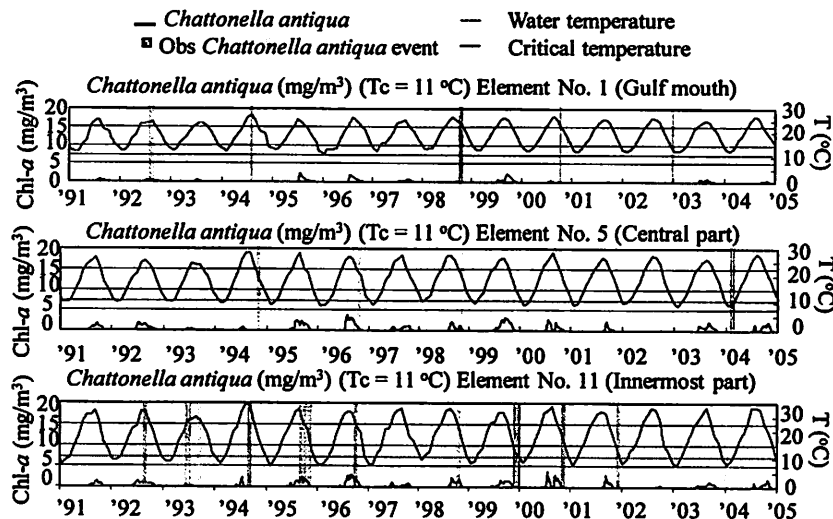 Chattonella antiqua — Water temperature
Obs Chattonella antiqua event — Critical temperature
Chattonella antiqua (mg/m³) (Tc = 11 °C) Element No. 1 (Gulf mouth)
Chl-a (mg/m³)
20
15
10
5
0
30
20
10
0
T (°C)
'91 '92 '93 '94 '95 '96 '97 '98 '99 '00 '01 '02 '03 '04 '05
Chattonella antiqua (mg/m³) (Tc = 11 °C) Element No. 5 (Central part)
Chl-a (mg/m³)
20
15
10
5
0
30
20
10
0
T (°C)
'91 '92 '93 '94 '95 '96 '97 '98 '99 '00 '01 '02 '03 '04 '05
Chattonella antiqua (mg/m³) (Tc = 11 °C) Element No. 11 (Innermost part)
Chl-a (mg/m³)
20
15
10
5
0
30
20
10
0
T (°C)
'91 '92 '93 '94 '95 '96 '97 '98 '99 '00 '01 '02 '03 '04 '05